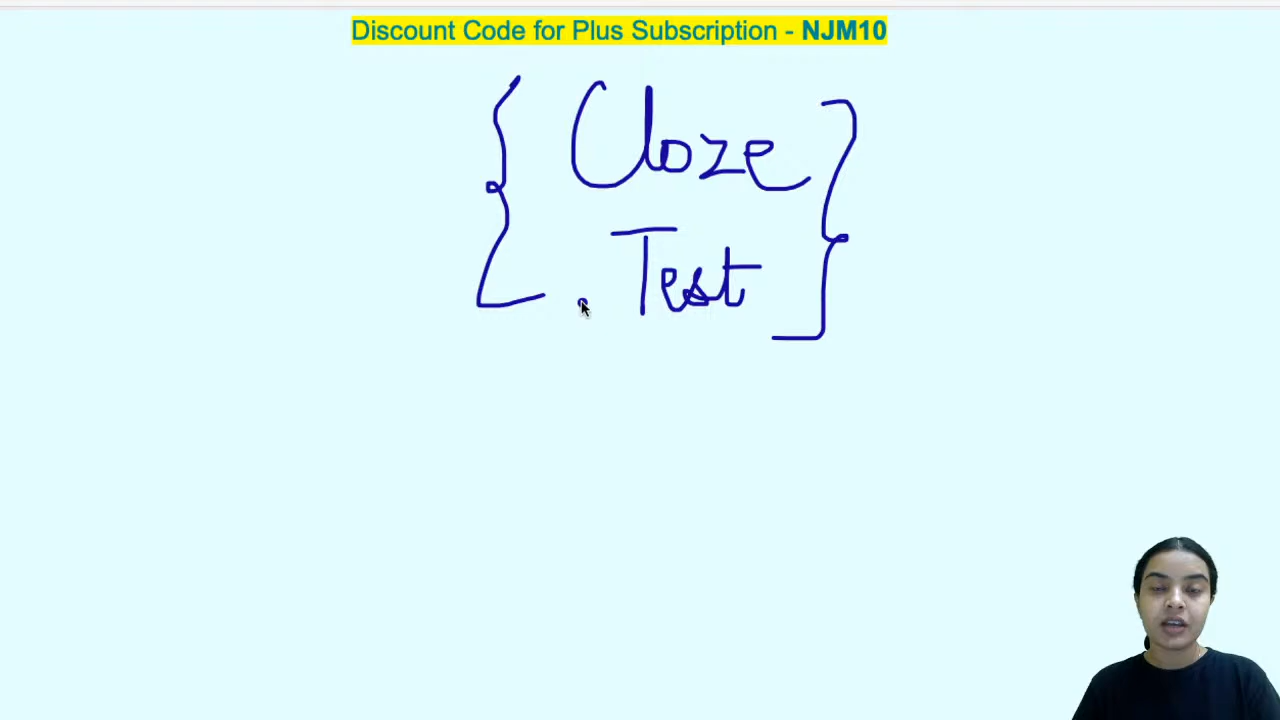 Discount Code for Plus Subscription - NJM10
{ Cloze }
. Test